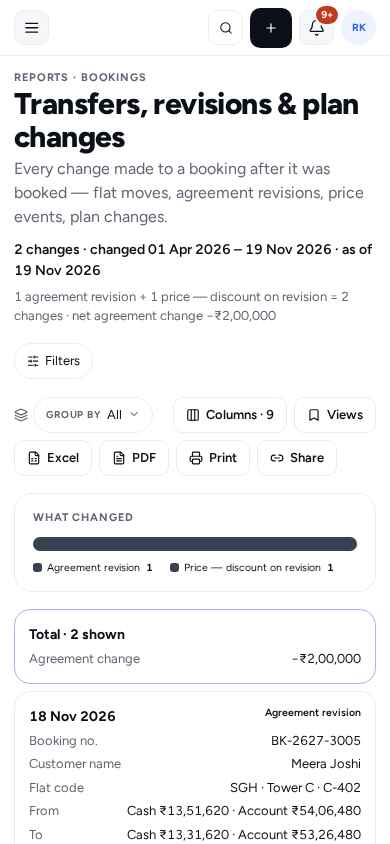 9+
RK
REPORTS · BOOKINGS
Transfers, revisions & plan
changes
Every change made to a booking after it was
booked — flat moves, agreement revisions, price
events, plan changes.
2 changes · changed 01 Apr 2026 – 19 Nov 2026 · as of
19 Nov 2026
1 agreement revision + 1 price — discount on revision = 2
changes · net agreement change −₹2,00,000
Filters
GROUP BY All
Columns · 9
Views
Excel
PDF
Print
Share
WHAT CHANGED
Agreement revision 1 Price — discount on revision 1
Total · 2 shown
Agreement change −₹2,00,000
18 Nov 2026 Agreement revision
Booking no. BK-2627-3005
Customer name Meera Joshi
Flat code SGH · Tower C · C-402
From Cash ₹13,51,620 · Account ₹54,06,480
To Cash ₹13,31,620 · Account ₹53,26,480